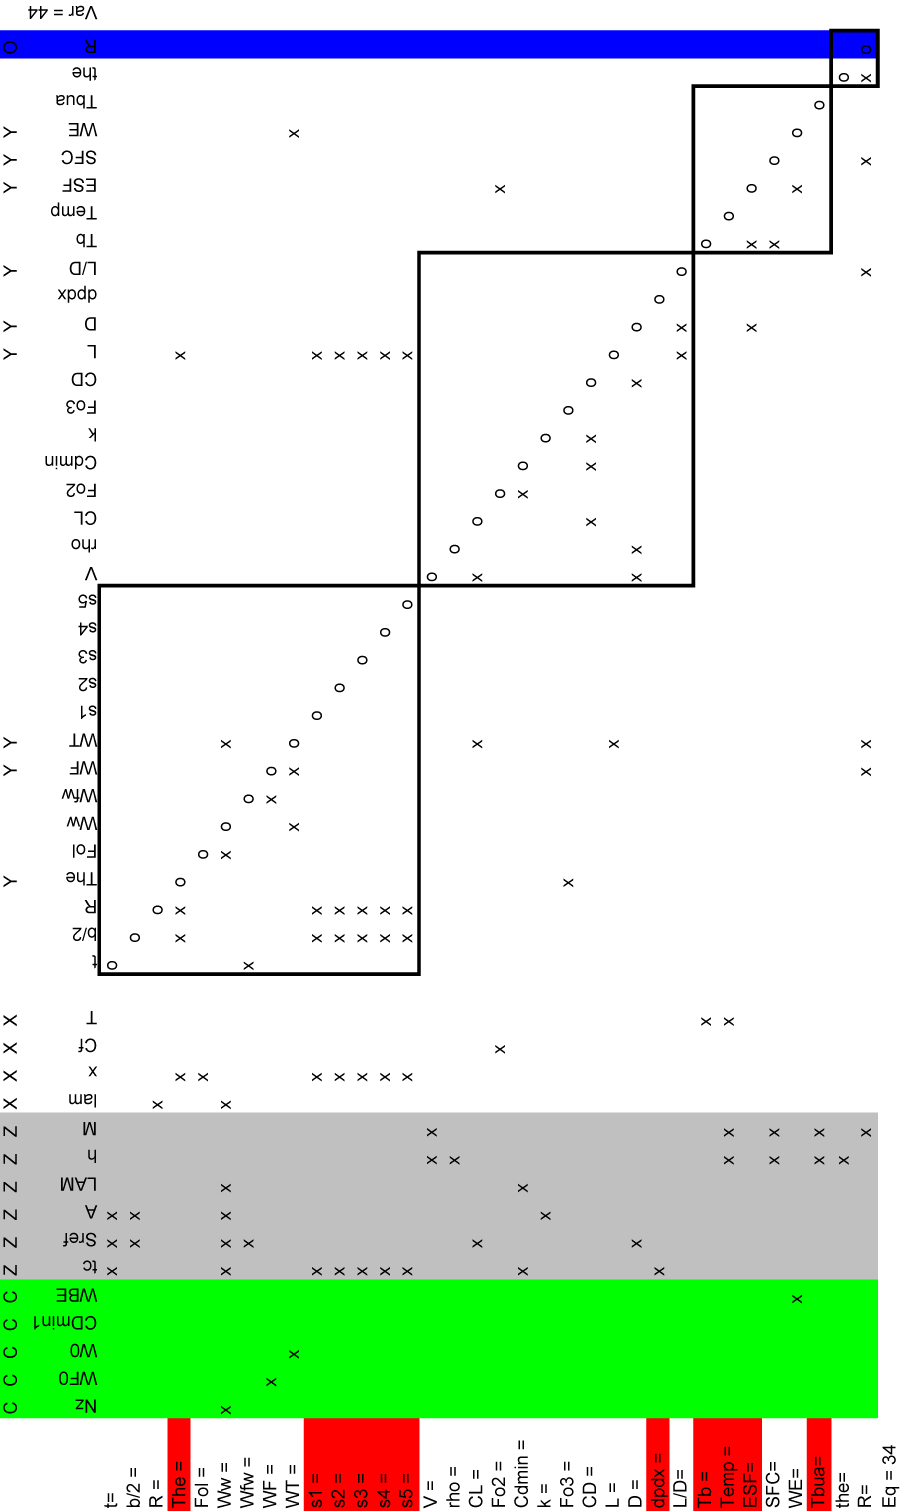 C C C C C Z Z Z Z Z Z X X X X Y Y Y Y Y Y Y Y Y O
Nz WF0 W0 CDmin1 WBE tc Sref A LAM h M lam x Cf T t b/2 R The Fol Ww Wfw WF WT s1 s2 s3 s4 s5 V rho CL Fo2 Cdmin k Fo3 CD L D dpdx L/D Tb Temp ESF SFC WE Tbua the R Var = 44
t= x x x o
b/2 = x x o
R = x o
The = x x x o x
Fol = x o
Ww = x x x x x x x o x
Wfw = x x o
WF = x x o
WT = x x x o x
s1 = x x x x o x
s2 = x x x x o x
s3 = x x x x o x
s4 = x x x x o x
s5 = x x x x o x
V = x x o
rho = x o
CL = x x x o
Fo2 = x o x
Cdmin = x x x o
k = x o
Fo3 = x o
CD = x x x o
L = x o
D = x x x x o
dpdx = x o
L/D= x x o
Tb = x o
Temp = x x x o
ESF= x x o
SFC= x x x o
WE= x x o
Tbua= x x o
the= x o
R= x x x x x x o
Eq = 34